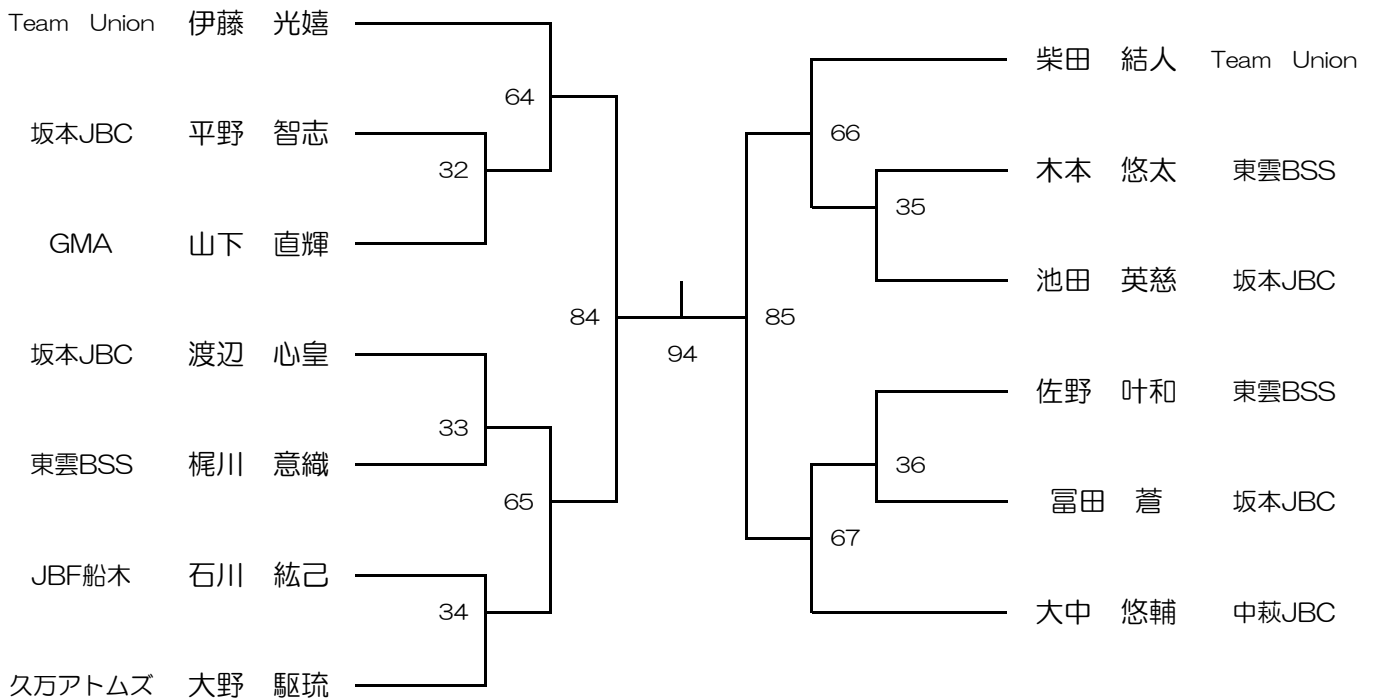 Team　Union　伊藤　光嬉
柴田　結人　Team　Union
64
坂本JBC　平野　智志
66
32
木本　悠太　東雲BSS
35
GMA　山下　直輝
池田　英慈　坂本JBC
84
85
94
坂本JBC　渡辺　心皇
佐野　叶和　東雲BSS
33
東雲BSS　梶川　意織
36
65
冨田　蒼　坂本JBC
67
JBF船木　石川　紘己
34
大中　悠輔　中萩JBC
久万アトムズ　大野　駆琉